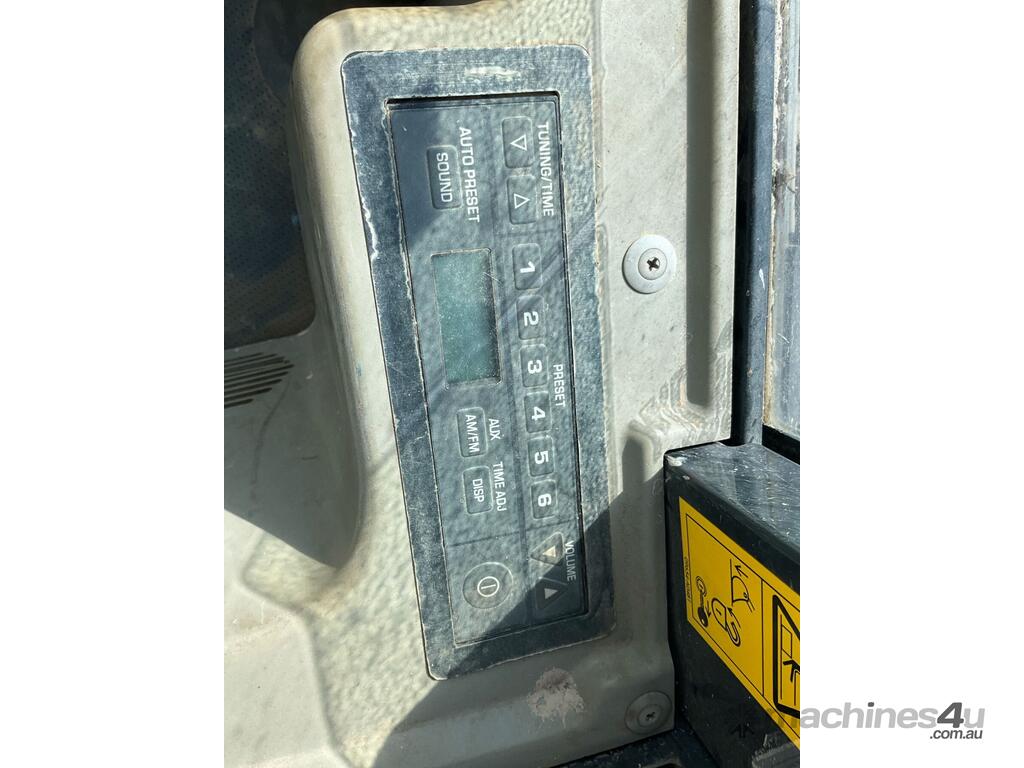 TUNING/TIME
PRESET
VOLUME
1 2 3 4 5 6
AUTO PRESET
SOUND
AUX
AM/FM
TIME ADJ
DISP
machines4u
.com.au